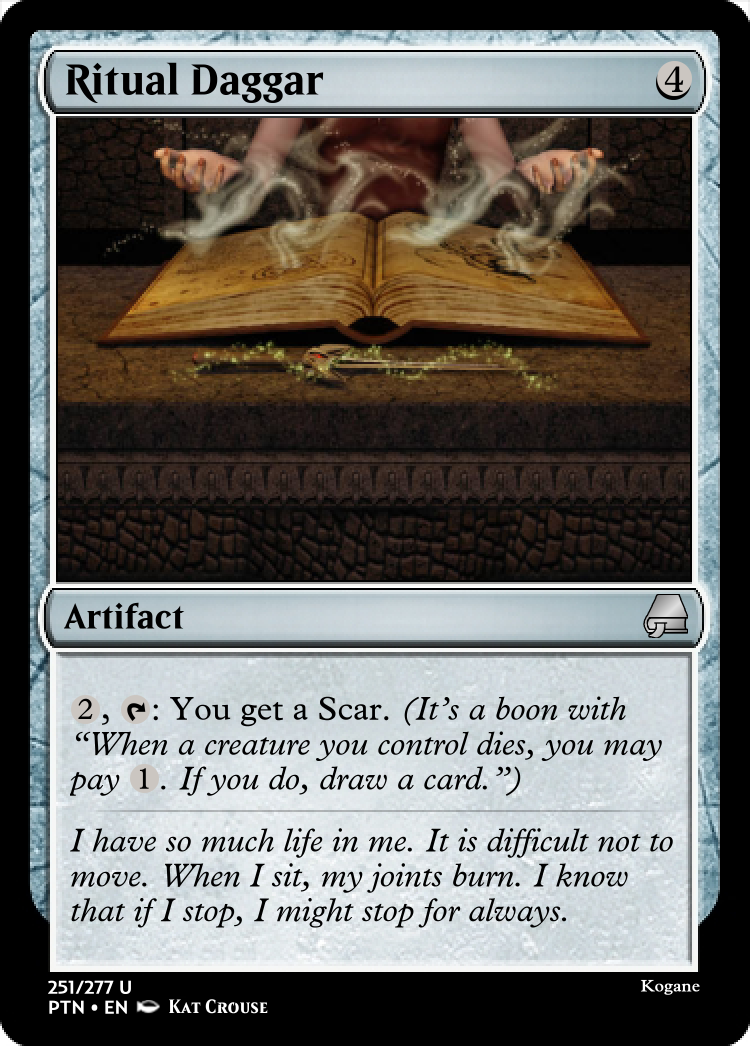 Ritual Daggar 4
Artifact
2, : You get a Scar. (It's a boon with
“When a creature you control dies, you may
pay 1. If you do, draw a card.”)
I have so much life in me. It is difficult not to
move. When I sit, my joints burn. I know
that if I stop, I might stop for always.
251/277 U
Kogane
PTN • EN Kat Crouse